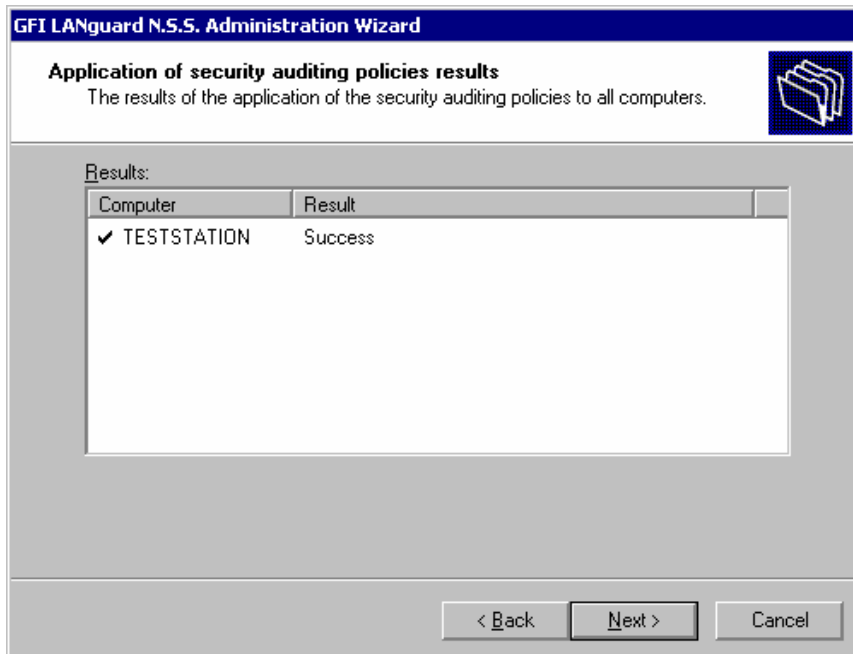 GFI LANguard N.S.S. Administration Wizard
Application of security auditing policies results
The results of the application of the security auditing policies to all computers.
Results:
Computer Result
TESTSTATION Success
< Back Next > Cancel